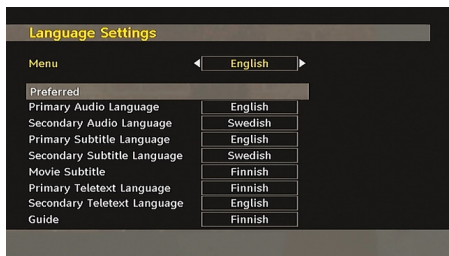 Language Settings
Menu English
Preferred
Primary Audio Language English
Secondary Audio Language Swedish
Primary Subtitle Language English
Secondary Subtitle Language Swedish
Movie Subtitle Finnish
Primary Teletext Language Finnish
Secondary Teletext Language English
Guide Finnish